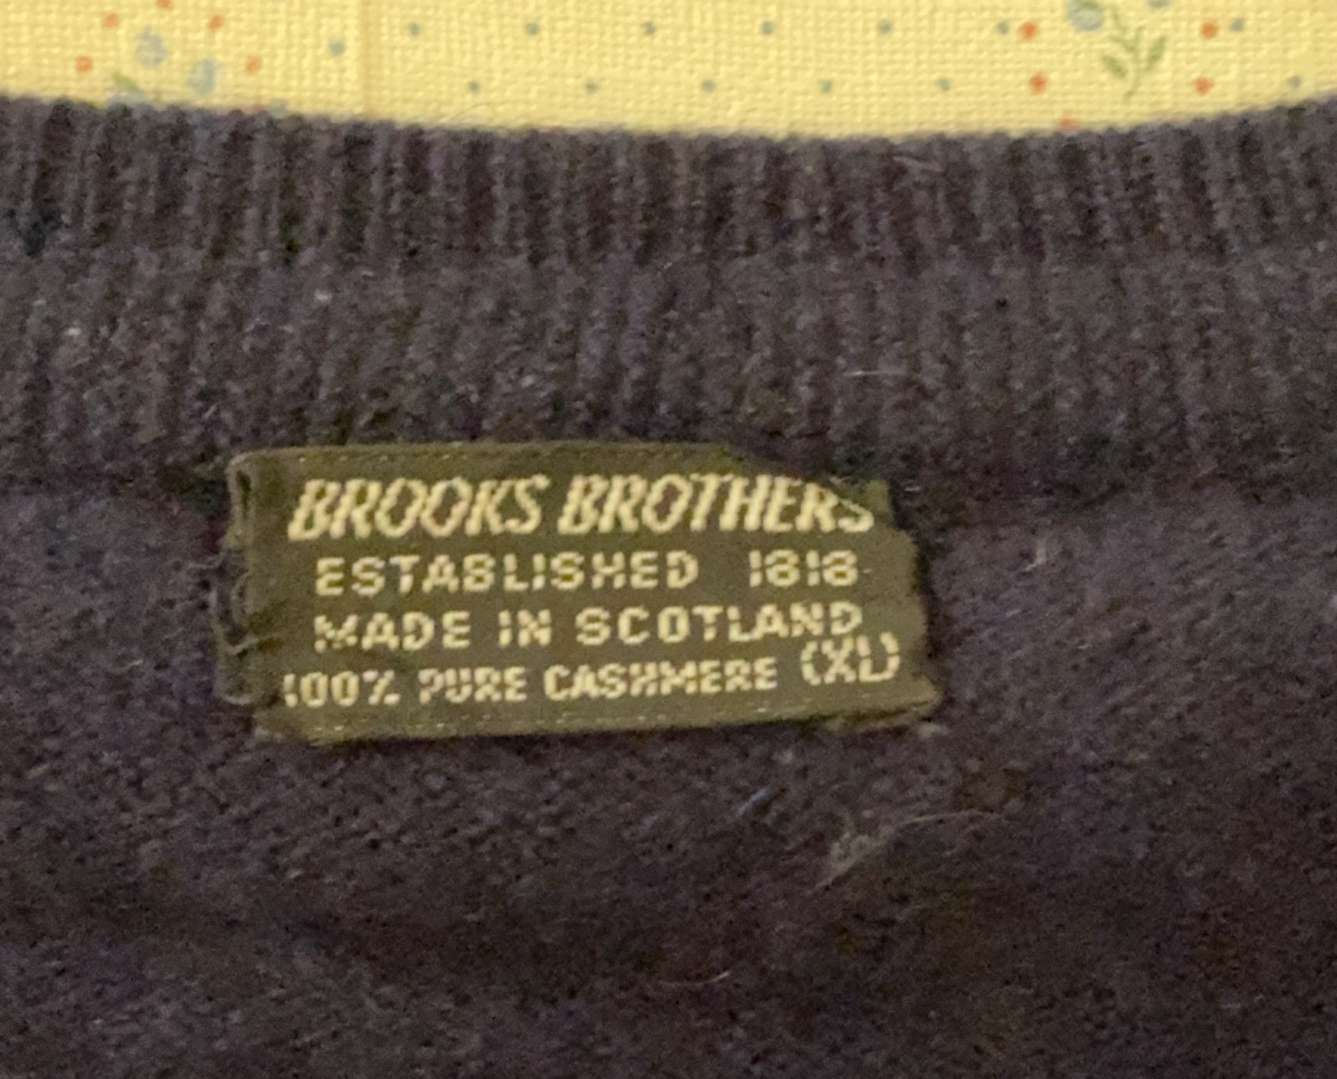 BROOKS BROTHERS
ESTABLISHED 1818
MADE IN SCOTLAND
100% PURE CASHMERE (XL)